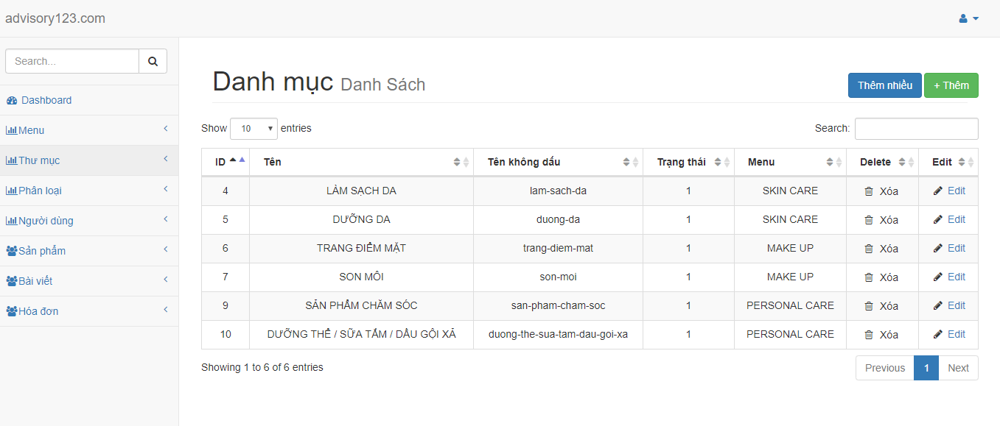 advisory123.com
Search...
Dashboard
Menu
Thư mục
Phân loại
Người dùng
Sản phẩm
Bài viết
Hóa đơn
Danh mục Danh Sách
Thêm nhiều + Thêm
Show 10 entries Search:
ID Tên Tên không dấu Trạng thái Menu Delete Edit
4 LÀM SẠCH DA lam-sach-da 1 SKIN CARE Xóa Edit
5 DƯỠNG DA duong-da 1 SKIN CARE Xóa Edit
6 TRANG ĐIỂM MẶT trang-diem-mat 1 MAKE UP Xóa Edit
7 SON MÔI son-moi 1 MAKE UP Xóa Edit
9 SẢN PHẨM CHĂM SÓC san-pham-cham-soc 1 PERSONAL CARE Xóa Edit
10 DƯỠNG THỂ / SỮA TẮM / DẦU GỘI XẢ duong-the-sua-tam-dau-goi-xa 1 PERSONAL CARE Xóa Edit
Showing 1 to 6 of 6 entries
Previous 1 Next